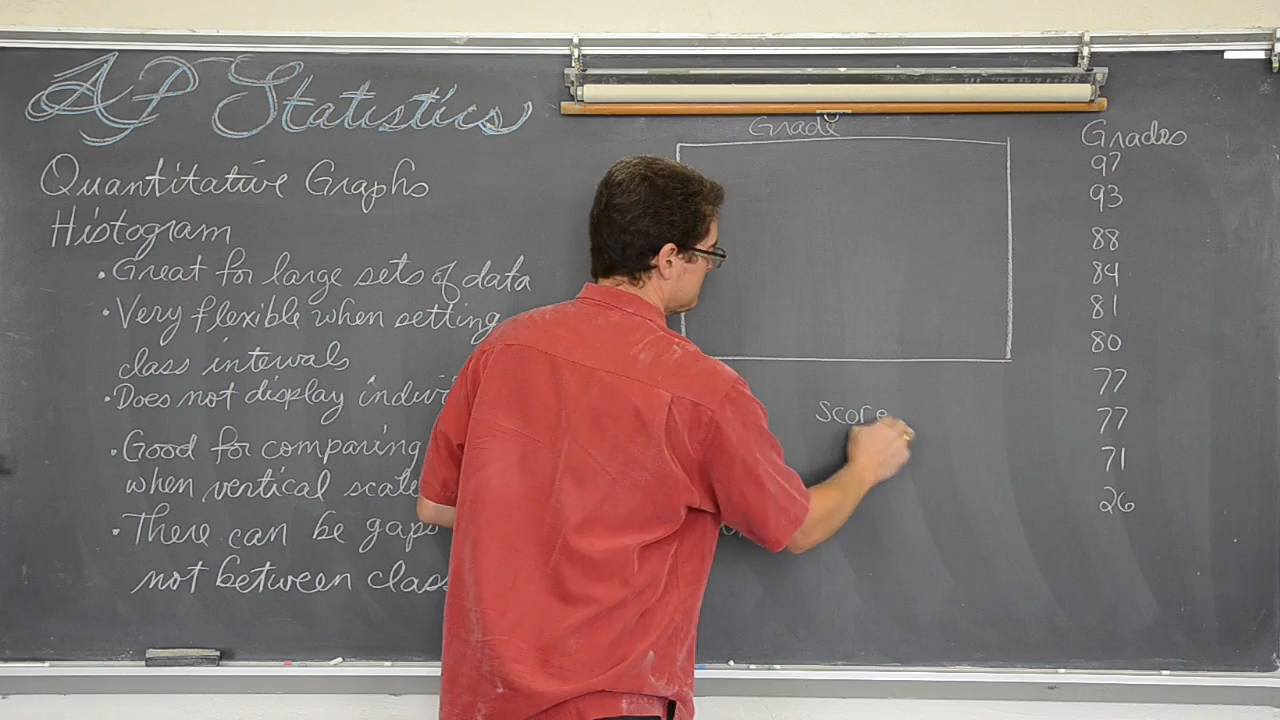 AP Statistics
Quantitative Graphs
Histogram
• Great for large sets of data
• Very flexible when setting
class intervals
• Does not display
• Good for comparing
when vertical scale
• There can be gaps
not between
Grade
Score
Grades
97
93
88
84
81
80
77
77
71
26